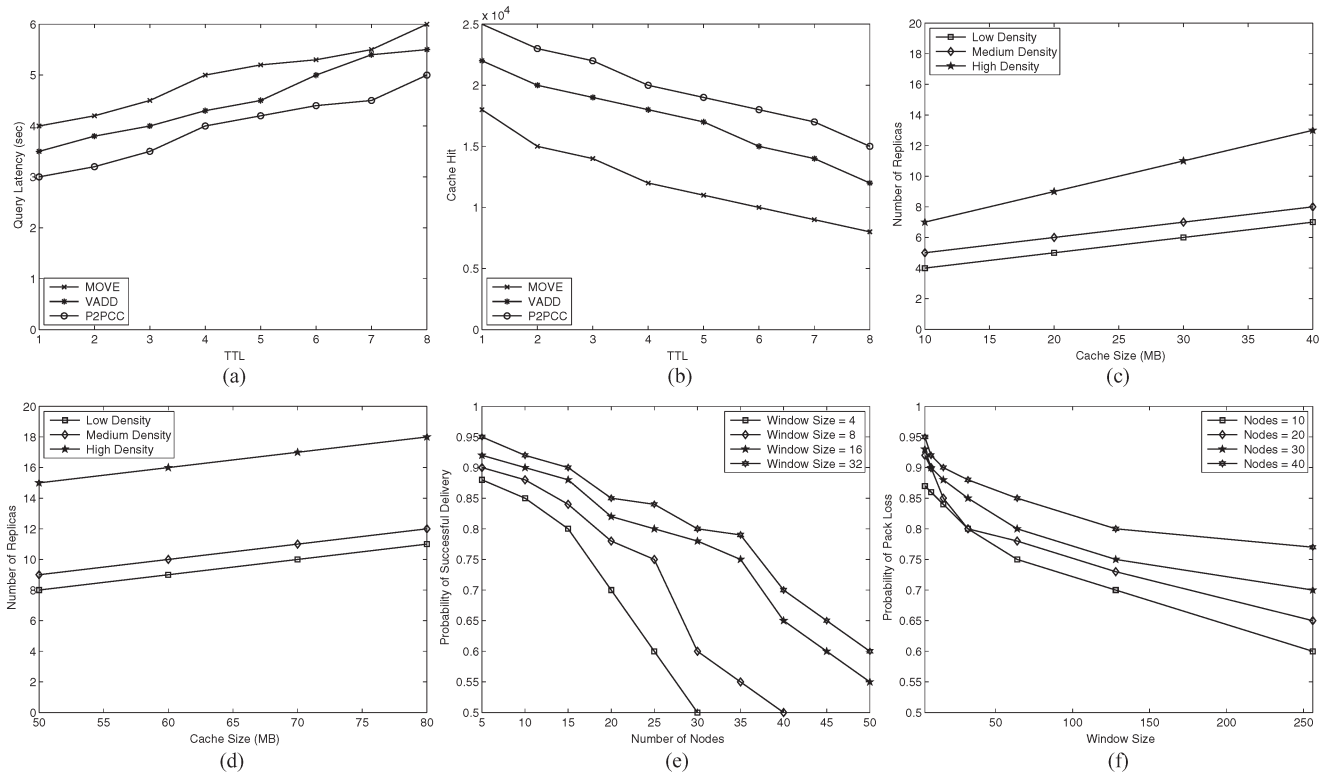 6
5
4
3
2
1
0
Query Latency (sec)
MOVE
VADD
P2PCC
1 2 3 4 5 6 7 8
TTL
(a)
x 10^4
2.5
2
1.5
1
0.5
0
Cache Hit
MOVE
VADD
P2PCC
1 2 3 4 5 6 7 8
TTL
(b)
20
18
16
14
12
10
8
6
4
2
0
Number of Replicas
Low Density
Medium Density
High Density
10 15 20 25 30 35 40
Cache Size (MB)
(c)
20
18
16
14
12
10
8
6
4
2
0
Number of Replicas
Low Density
Medium Density
High Density
50 55 60 65 70 75 80
Cache Size (MB)
(d)
1
0.95
0.9
0.85
0.8
0.75
0.7
0.65
0.6
0.55
0.5
Probability of Successful Delivery
Window Size = 4
Window Size = 8
Window Size = 16
Window Size = 32
5 10 15 20 25 30 35 40 45 50
Number of Nodes
(e)
1
0.95
0.9
0.85
0.8
0.75
0.7
0.65
0.6
0.55
0.5
Probability of Pack Loss
Nodes = 10
Nodes = 20
Nodes = 30
Nodes = 40
50 100 150 200 250
Window Size
(f)